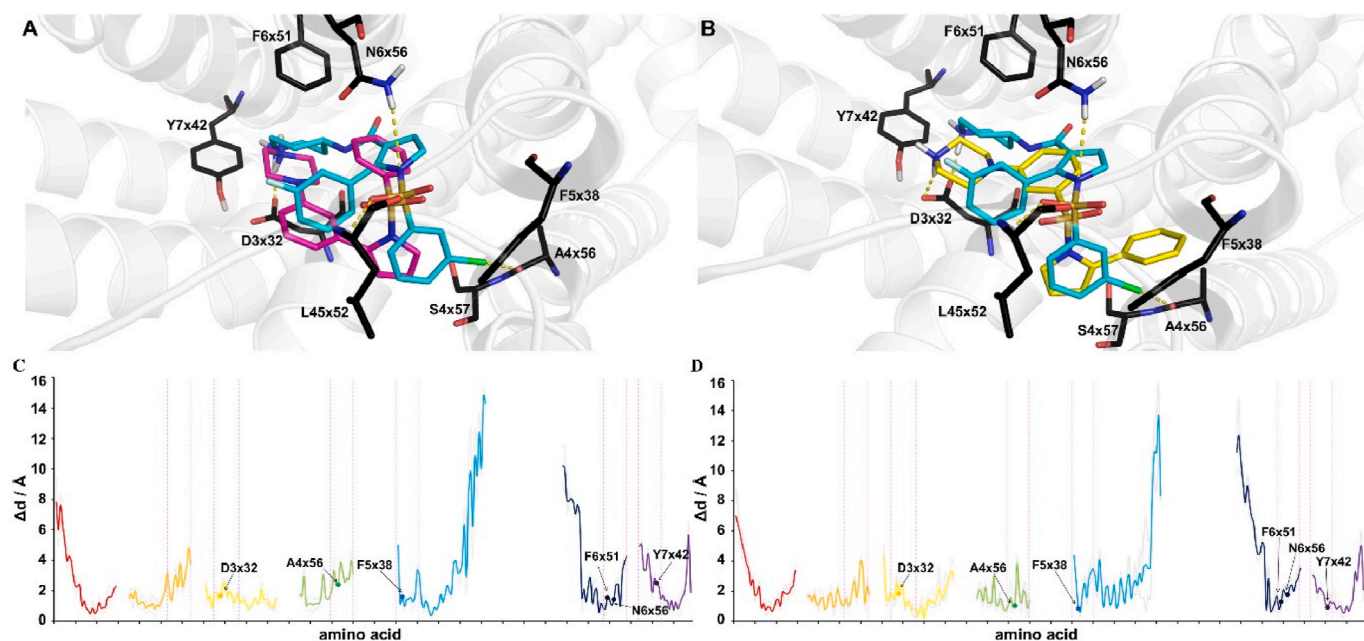 A
F6x51
N6x56
Y7x42
D3x32
F5x38
A4x56
L45x52
S4x57
B
F6x51
N6x56
Y7x42
D3x32
F5x38
L45x52
S4x57
A4x56
C
16
14
12
10
8
6
4
2
0
Δd / Å
D3x32
A4x56
F5x38
F6x51
Y7x42
N6x56
amino acid
D
16
14
12
10
8
6
4
2
0
Δd / Å
D3x32
A4x56
F5x38
F6x51
N6x56
Y7x42
amino acid